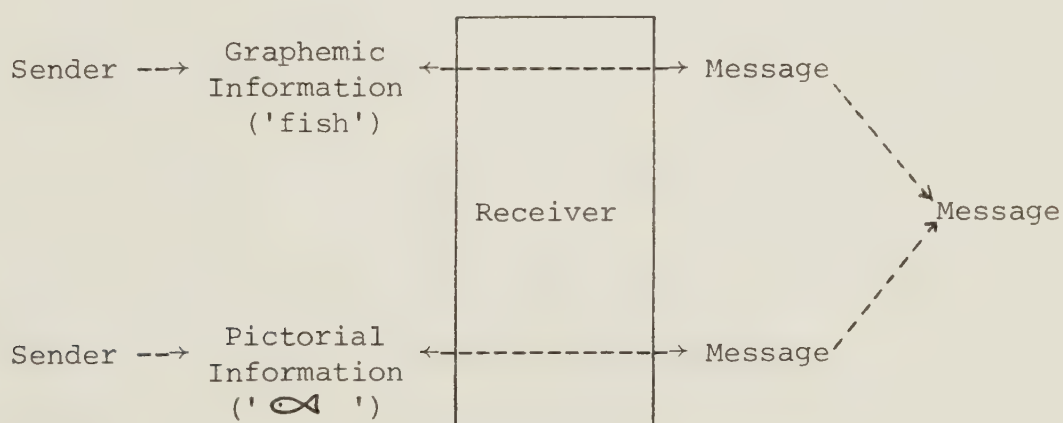 Sender
Graphemic
Information
('fish')
Message
Receiver
Message
Sender
Pictorial
Information
(' ')
Message